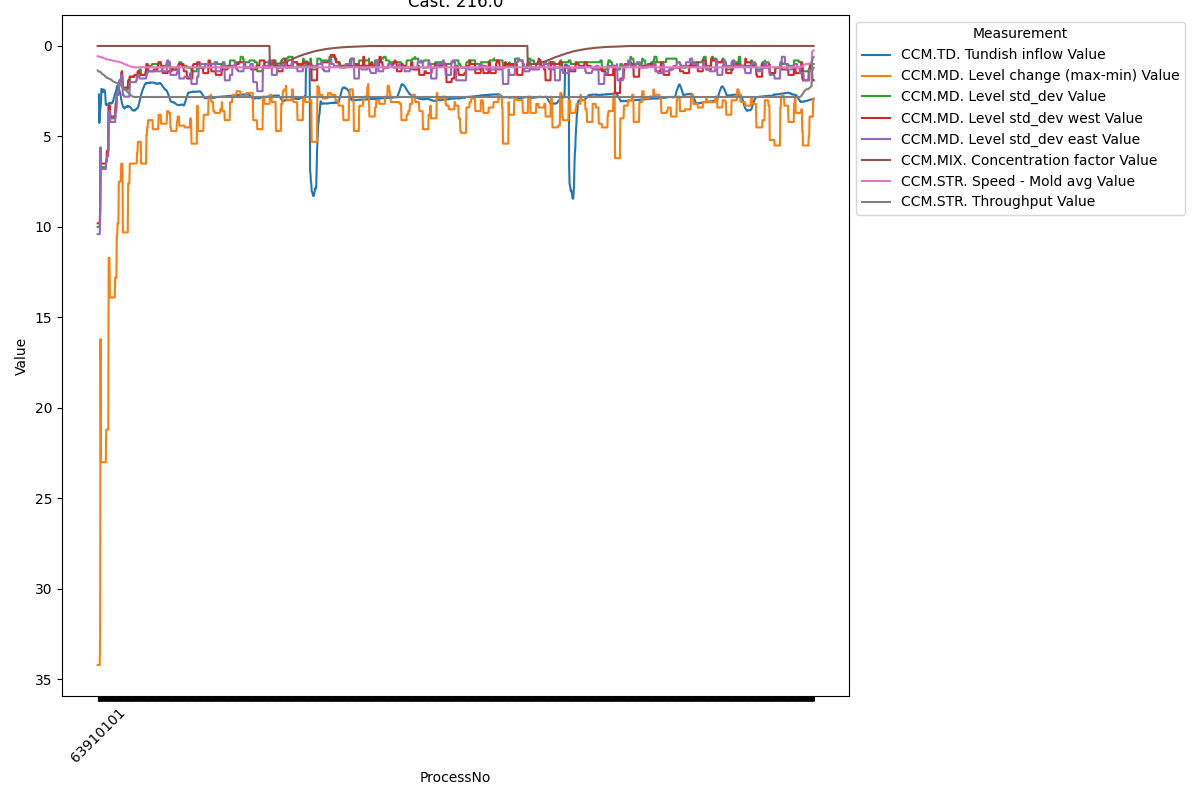 Cast: 216.0
Measurement
CCM.TD. Tundish inflow Value
CCM.MD. Level change (max-min) Value
CCM.MD. Level std_dev Value
CCM.MD. Level std_dev west Value
CCM.MD. Level std_dev east Value
CCM.MIX. Concentration factor Value
CCM.STR. Speed - Mold avg Value
CCM.STR. Throughput Value
0
5
10
15
20
25
30
35
Value
63910101
ProcessNo